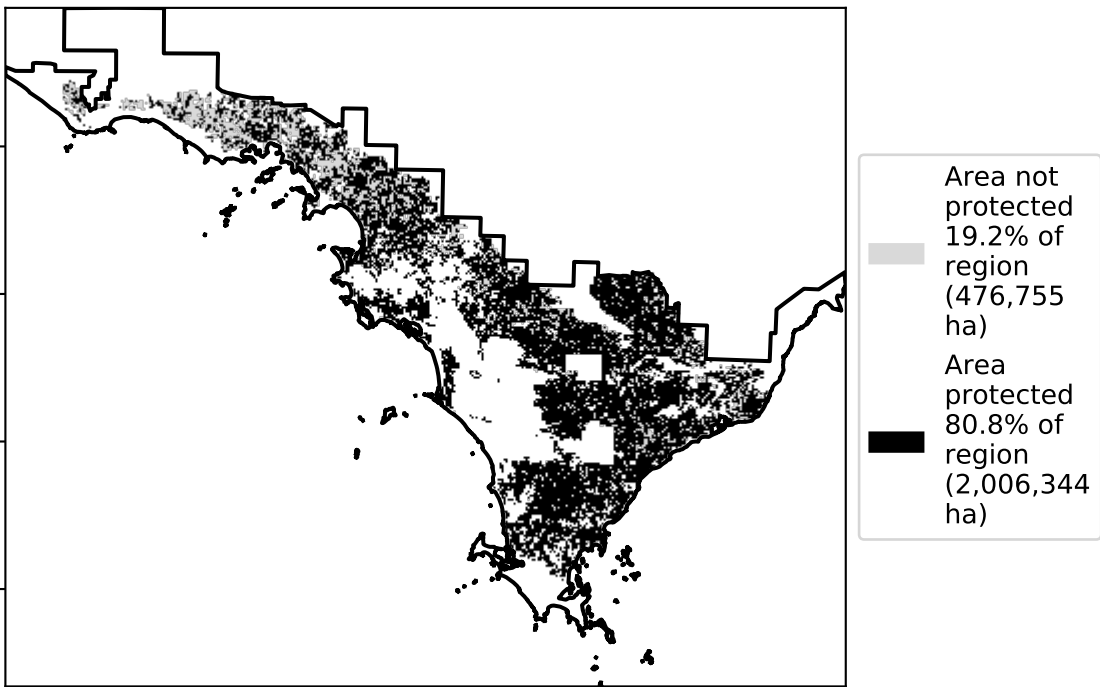 Area not
protected
19.2% of
region
(476,755
ha)
Area
protected
80.8% of
region
(2,006,344
ha)